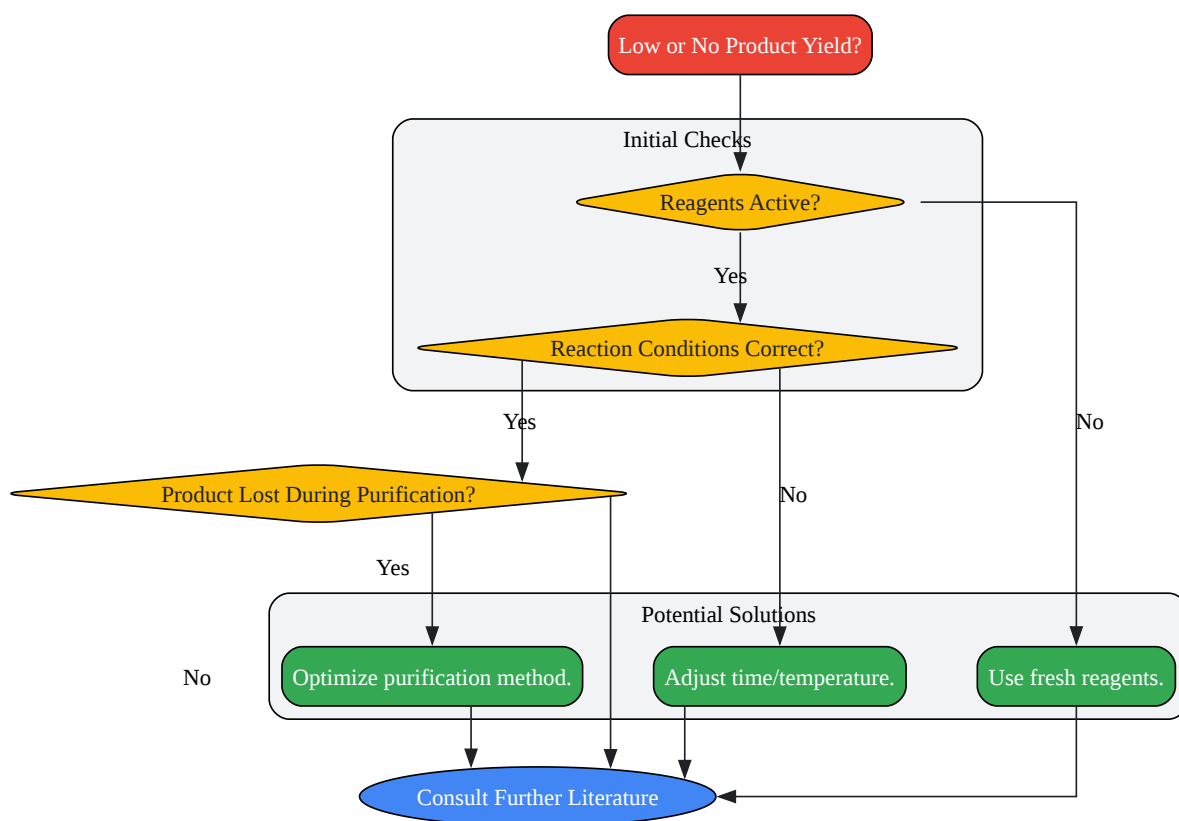 Low or No Product Yield?
Initial Checks
Reagents Active?
Yes
Reaction Conditions Correct?
Yes
No
Product Lost During Purification?
No
Yes
Potential Solutions
No
Optimize purification method.
Adjust time/temperature.
Use fresh reagents.
Consult Further Literature